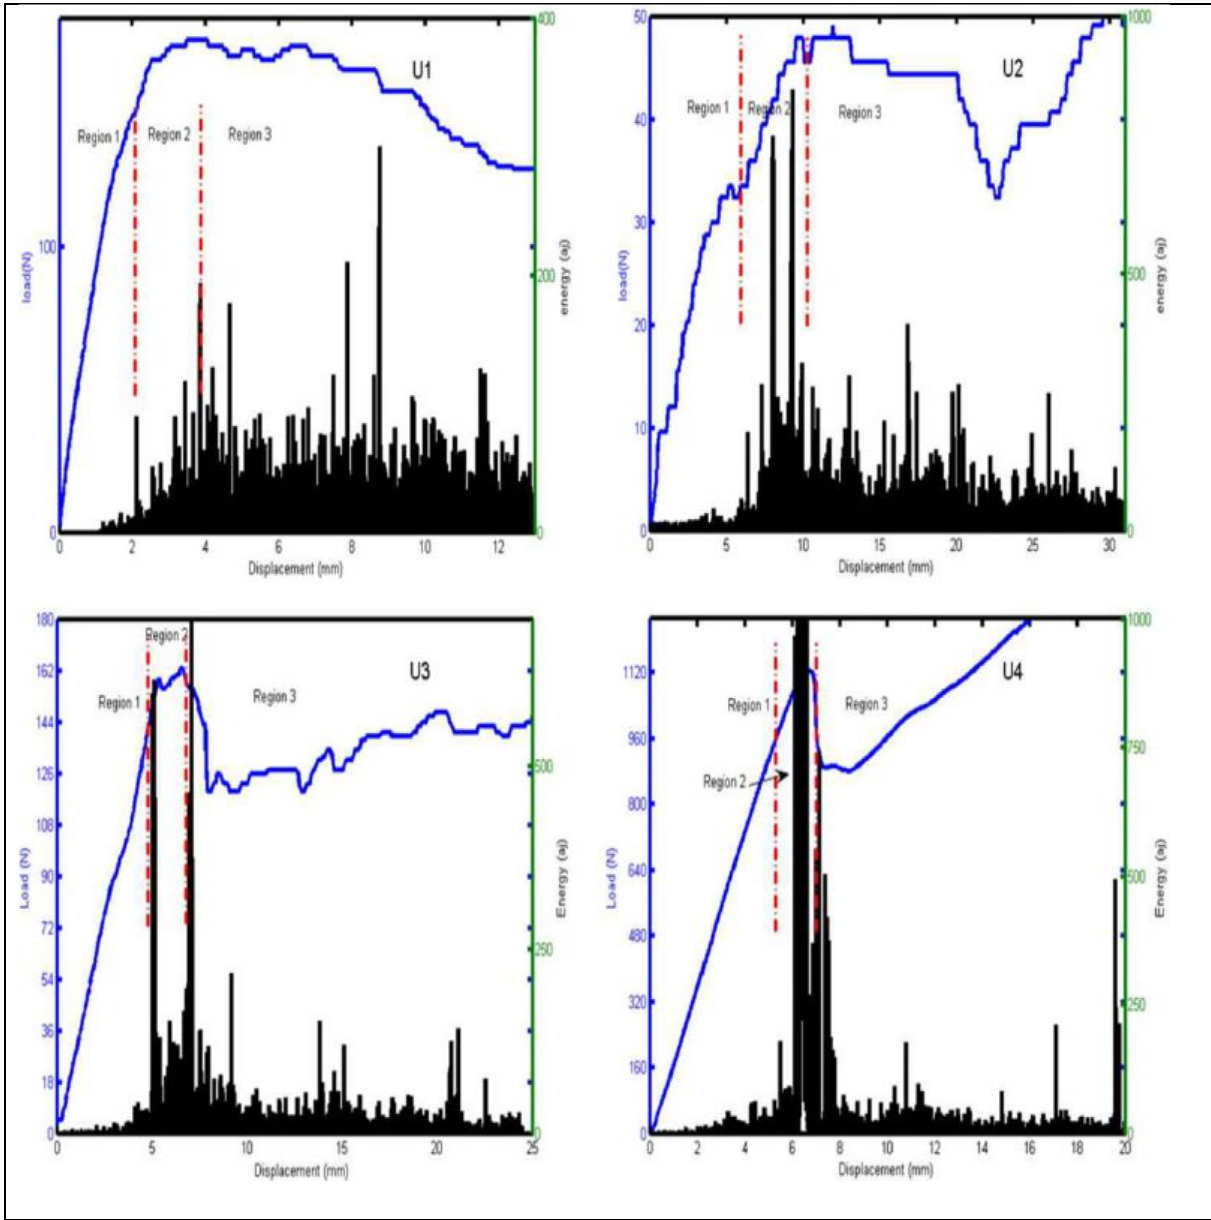 400
U1
Region 1
Region 2
Region 3
load(N)
100
0
200
energy (aj)
0
0
2
4
6
8
10
12
Displacement (mm)
50
1000
U2
Region 1
Region 2
Region 3
40
30
load(N)
500
energy (aj)
20
10
0
0
0
5
10
15
20
25
30
Displacement (mm)
180
Region 2
U3
162
Region 1
Region 3
144
126
500
108
Load (N)
90
Energy (aj)
72
250
54
36
18
0
0
0
5
10
15
20
25
Displacement (mm)
1000
U4
1120
Region 1
Region 3
960
750
Region 2
800
Load (N)
640
500
Energy (aj)
480
320
250
160
0
0
0
2
4
6
8
10
12
14
16
18
20
Displacement (mm)